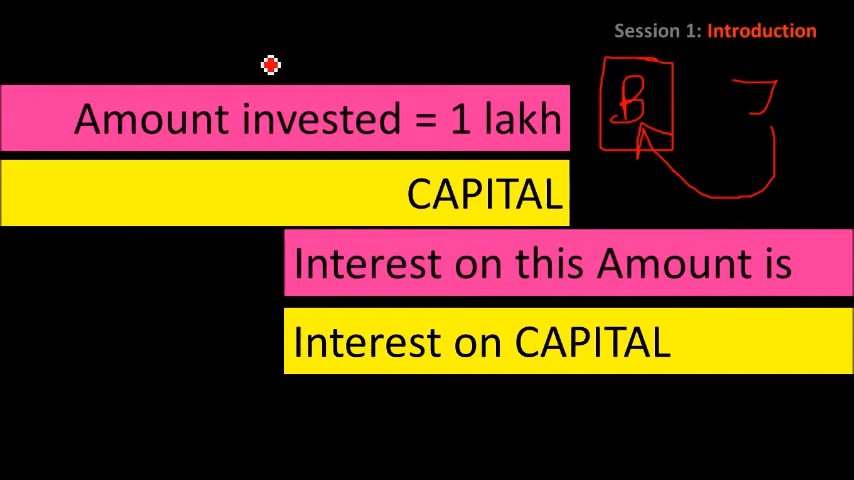 Session 1: Introduction
Amount invested = 1 lakh
B
CAPITAL
Interest on this Amount is
Interest on CAPITAL